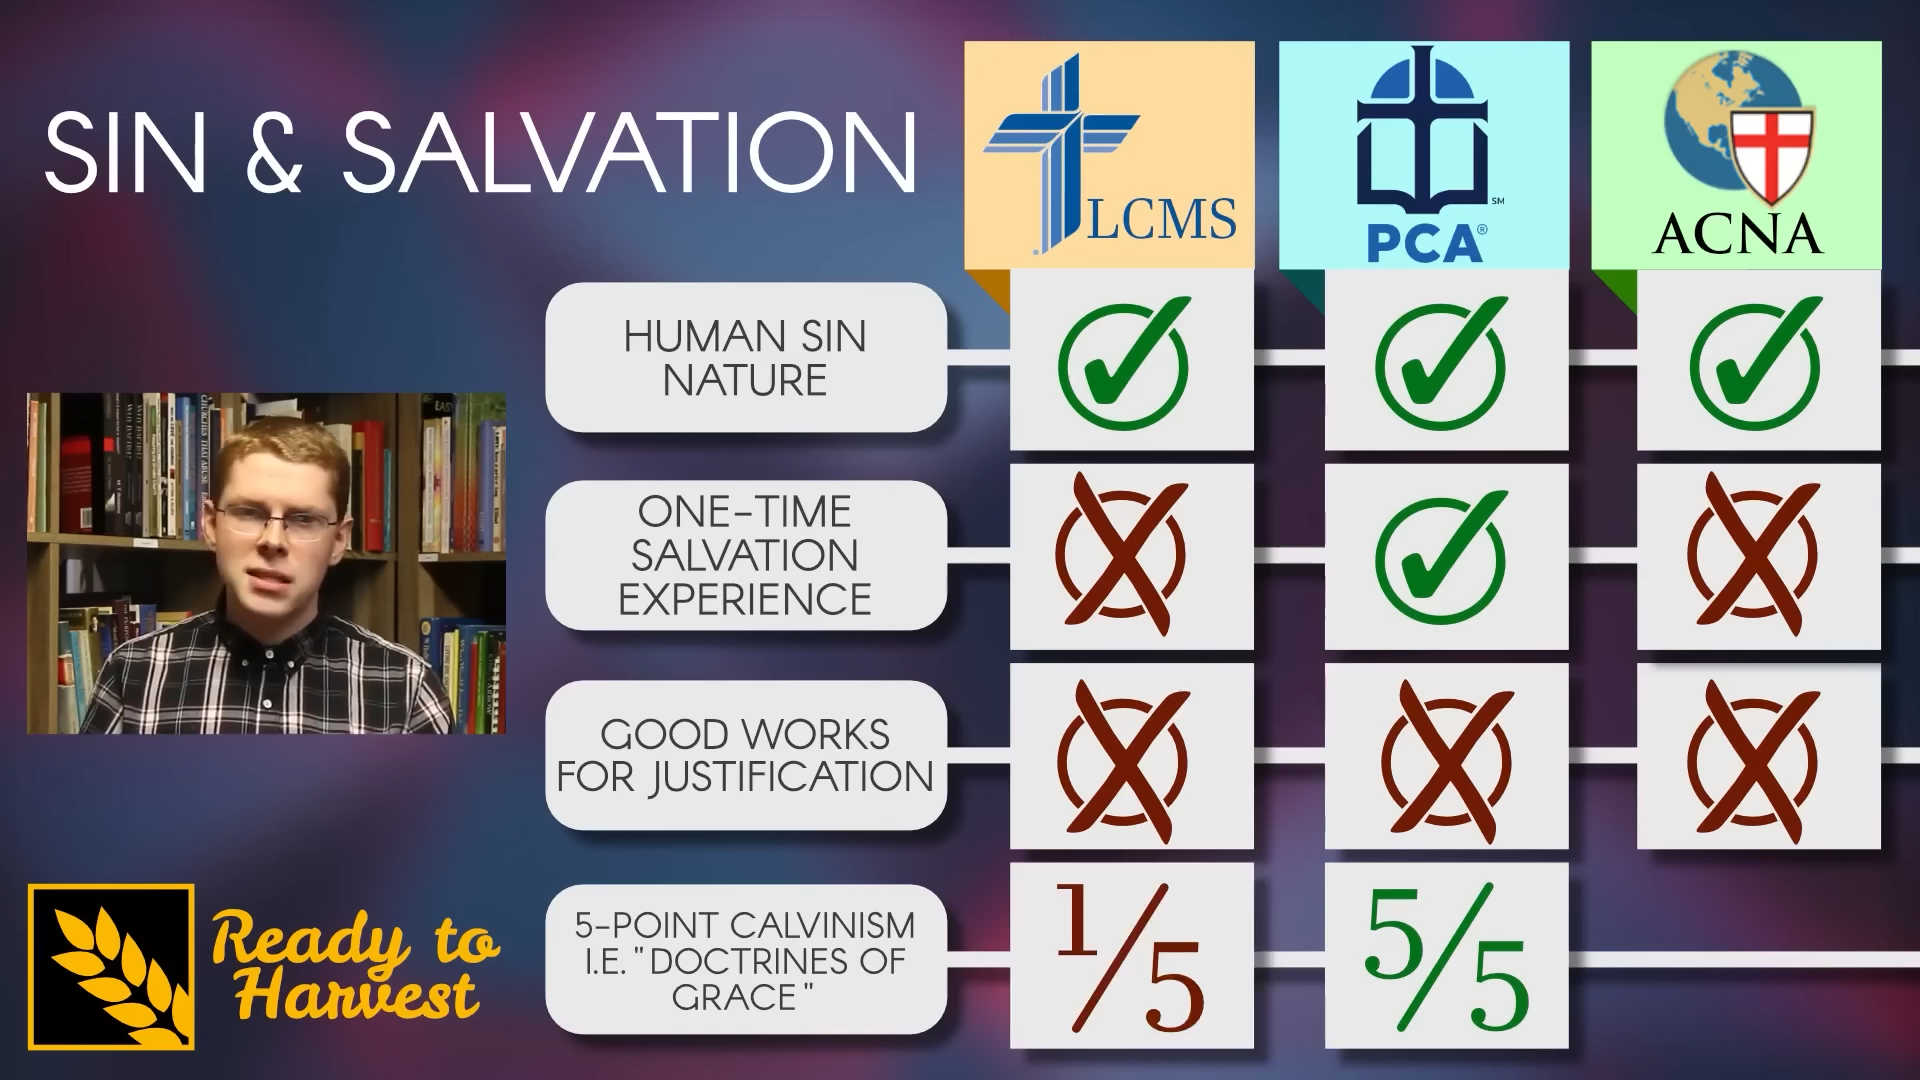 SIN & SALVATION
LCMS
PCA®
SM
ACNA
HUMAN SIN
NATURE
ONE-TIME
SALVATION
EXPERIENCE
GOOD WORKS
FOR JUSTIFICATION
5-POINT CALVINISM
I.E. "DOCTRINES OF
GRACE"
1/5
5/5
Ready to
Harvest